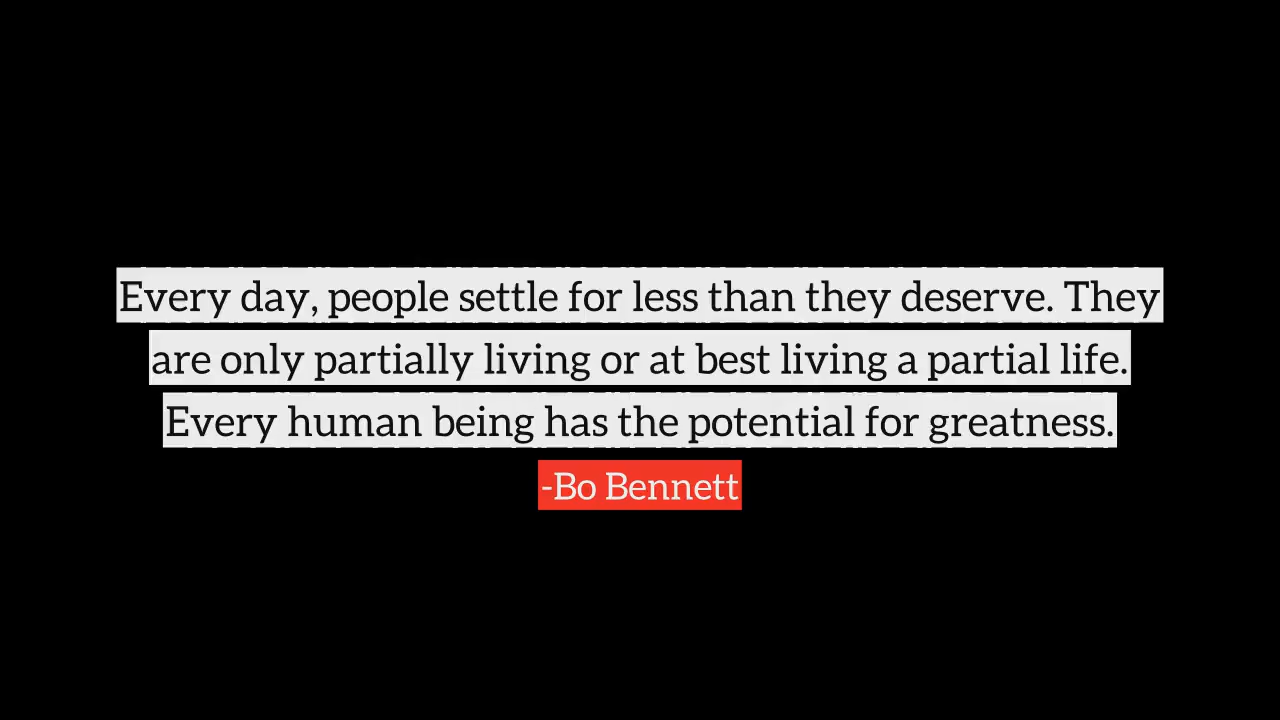 Every day, people settle for less than they deserve. They
are only partially living or at best living a partial life.
Every human being has the potential for greatness.
-Bo Bennett